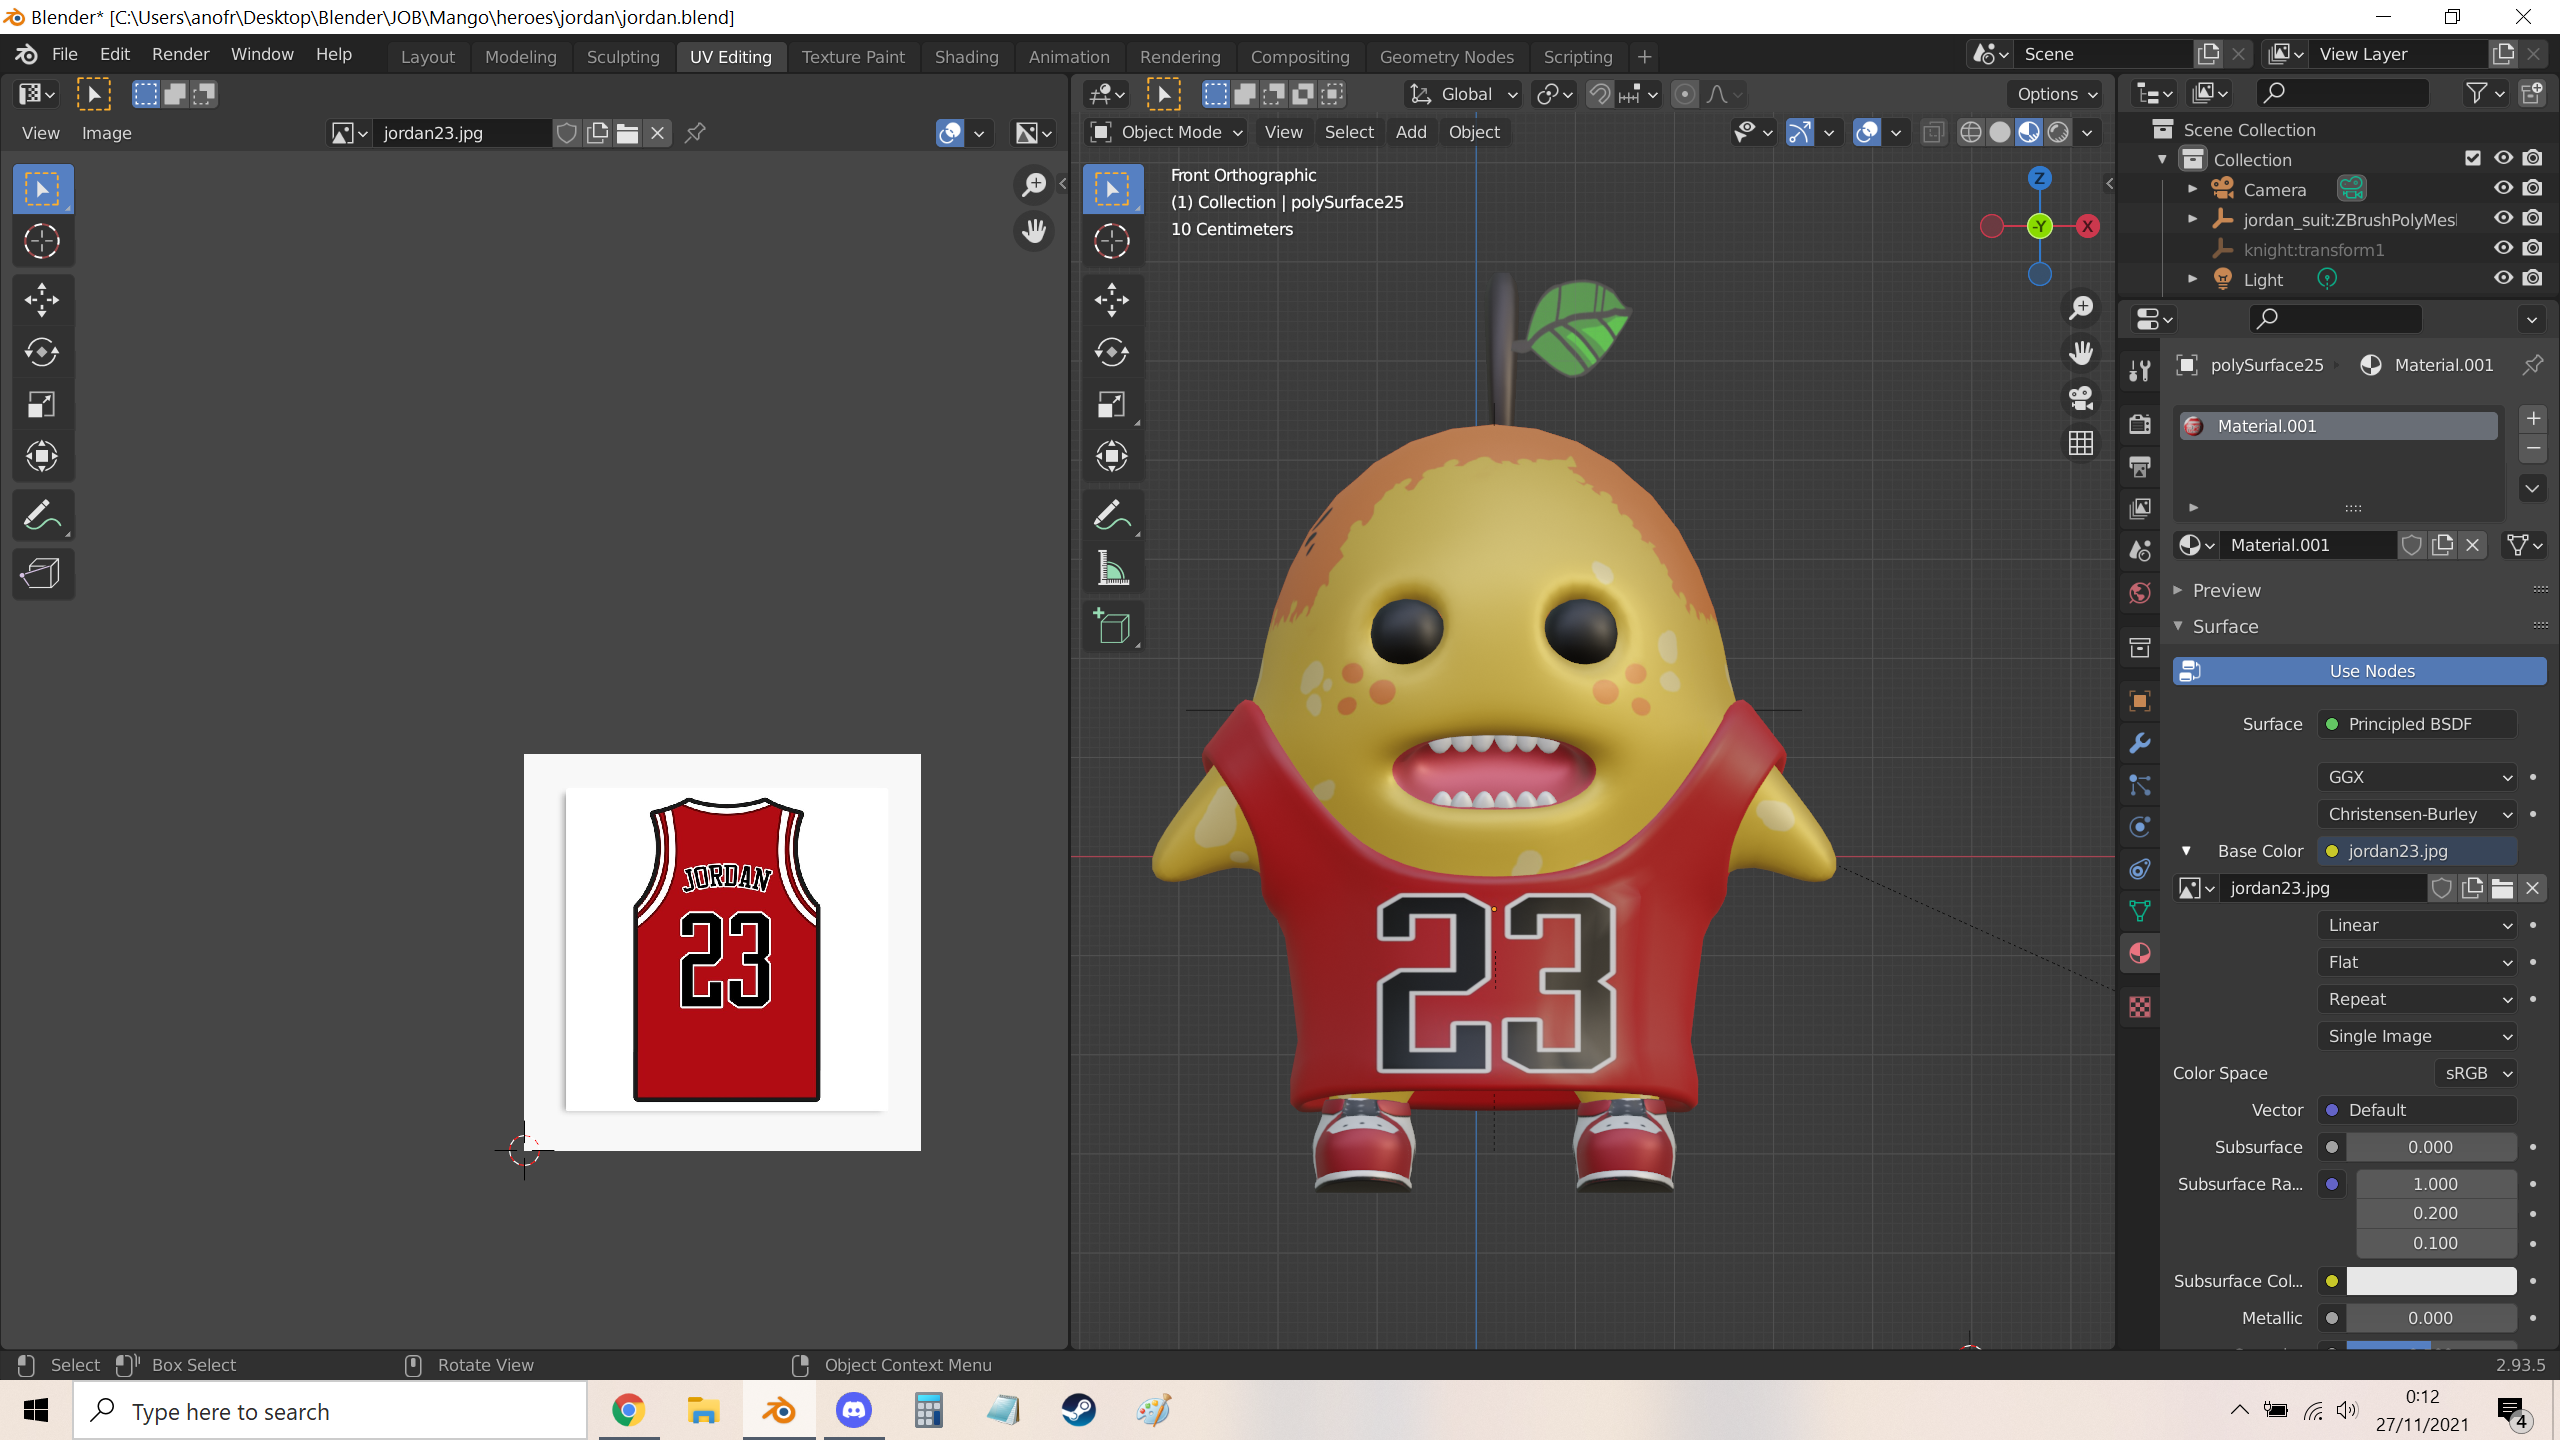 Blender* [C:\Users\anofr\Desktop\Blender\JOB\Mango\heroes\jordan\jordan.blend]
File Edit Render Window Help
Layout Modeling Sculpting UV Editing Texture Paint Shading Animation Rendering Compositing Geometry Nodes Scripting +
Scene
View Layer
Global
Options
View Image
jordan23.jpg
Object Mode View Select Add Object
Front Orthographic
(1) Collection | polySurface25
10 Centimeters
Z
-Y
X
JORDAN
23
23
Scene Collection
Collection
Camera
jordan_suit:ZBrushPolyMesl
knight:transform1
Light
polySurface25
Material.001
Material.001
Material.001
Preview
Surface
Use Nodes
Surface Principled BSDF
GGX
Christensen-Burley
Base Color jordan23.jpg
jordan23.jpg
Linear
Flat
Repeat
Single Image
Color Space sRGB
Vector Default
Subsurface 0.000
Subsurface Ra... 1.000
0.200
0.100
Subsurface Col...
Metallic 0.000
Select Box Select Rotate View Object Context Menu
2.93.5
Type here to search
0:12
27/11/2021
4